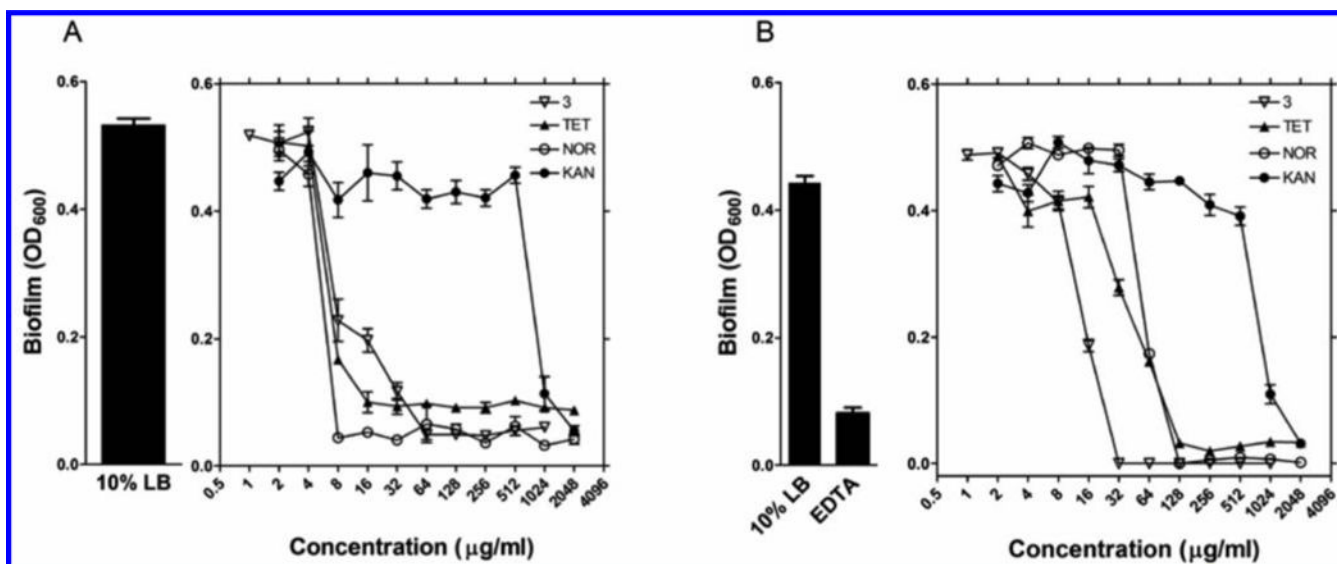 A
Biofilm (OD600)
0.6
0.4
0.2
0.0
10% LB
0.6
0.4
0.2
0.0
3
TET
NOR
KAN
0.5 1 2 4 8 16 32 64 128 256 512 1024 2048 4096
Concentration (μg/ml)
B
Biofilm (OD600)
0.6
0.4
0.2
0.0
10% LB EDTA
0.6
0.4
0.2
0.0
3
TET
NOR
KAN
0.5 1 2 4 8 16 32 64 128 256 512 1024 2048 4096
Concentration (μg/ml)